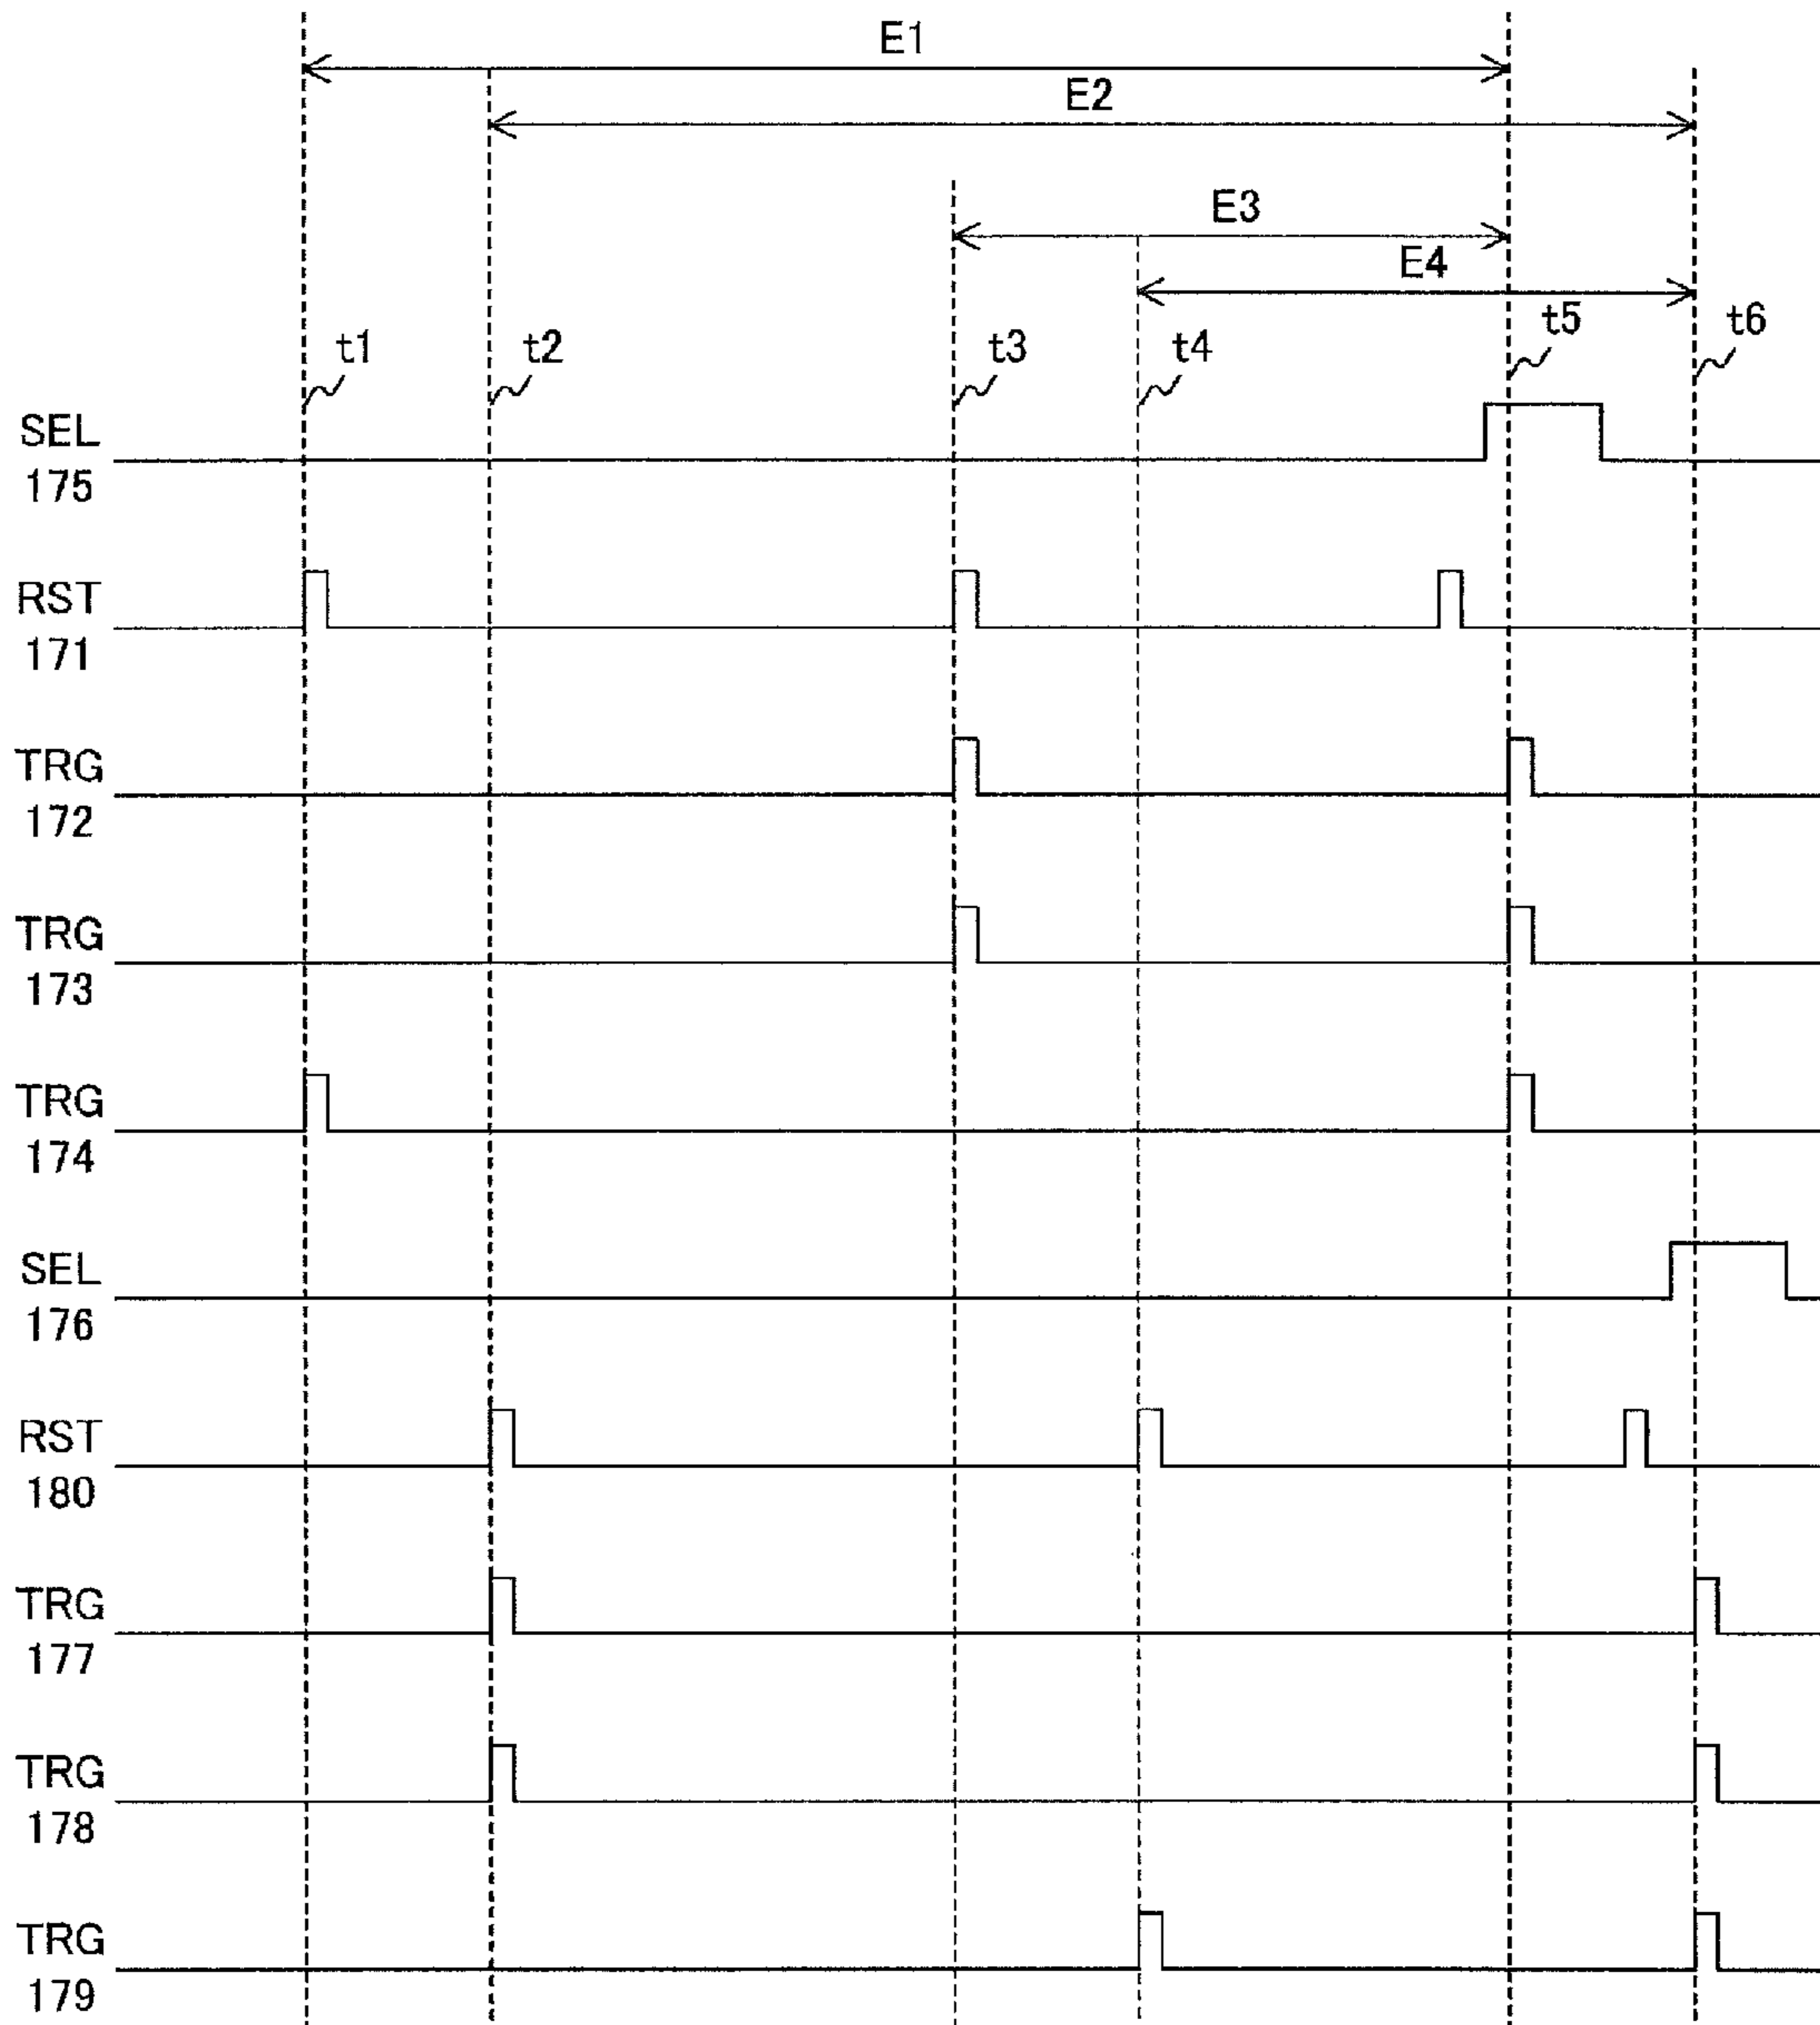 E1
E2
E3
E4
t1
t2
t3
t4
t5
t6
SEL
175
RST
171
TRG
172
TRG
173
TRG
174
SEL
176
RST
180
TRG
177
TRG
178
TRG
179